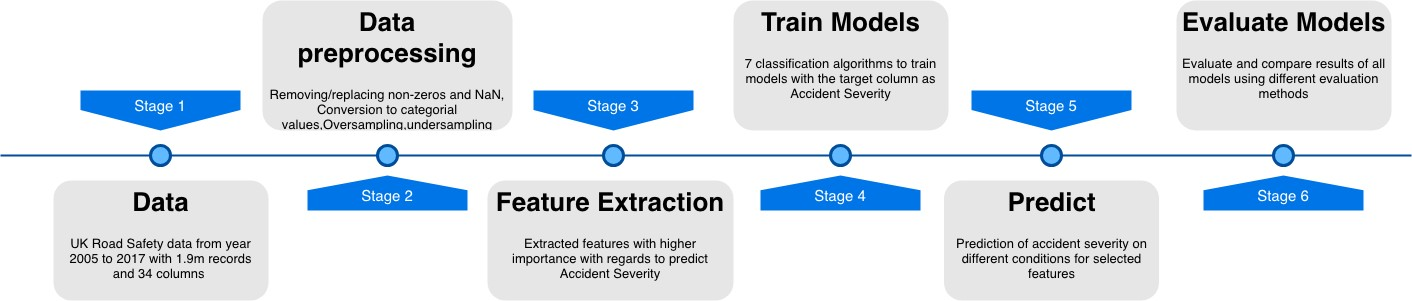 Stage 1
Data
UK Road Safety data from year
2005 to 2017 with 1.9m records
and 34 columns
Data
preprocessing
Removing/replacing non-zeros and NaN,
Conversion to categorial
values,Oversampling,undersampling
Stage 2
Stage 3
Feature Extraction
Extracted features with higher
importance with regards to predict
Accident Severity
Train Models
7 classification algorithms to train
models with the target column as
Accident Severity
Stage 4
Stage 5
Predict
Prediction of accident severity on
different conditions for selected
features
Evaluate Models
Evaluate and compare results of all
models using different evaluation
methods
Stage 6